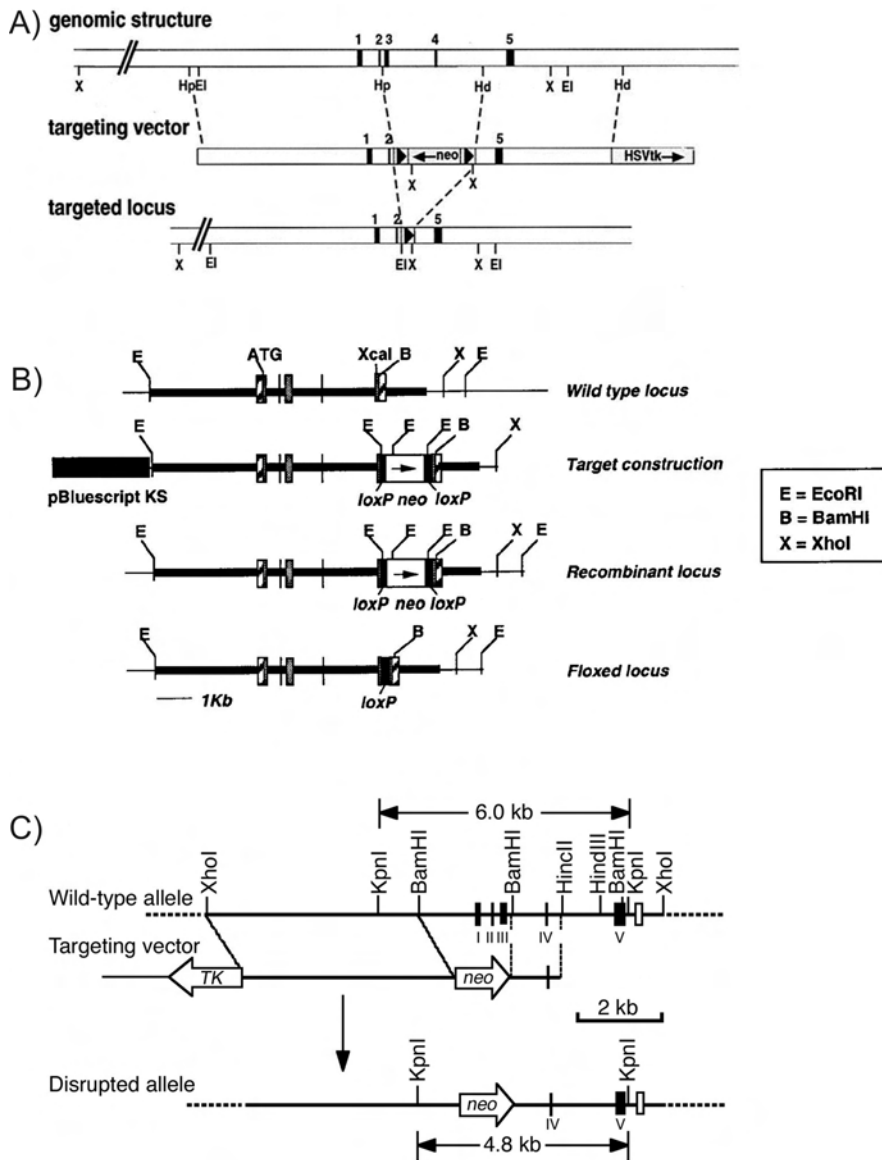 A)
genomic structure
1 2 3 4 5
X Hp EI Hp Hd X EI Hd
targeting vector
1 2 neo 5 HSVtk
X X
targeted locus
1 2 5
X EI EI X X EI
B)
E ATG XcaI B X E
Wild type locus
E E E E B X
Target construction
pBluescript KS
loxP neo loxP
E E E E B X E
Recombinant locus
loxP neo loxP
E B X E
Floxed locus
1Kb
loxP
E = EcoRI
B = BamHI
X = XhoI
C)
6.0 kb
XhoI KpnI BamHI BamHI HincII HindIII BamHI KpnI XhoI
Wild-type allele
I II III IV V
Targeting vector
TK neo
2 kb
KpnI KpnI
Disrupted allele
neo IV V
4.8 kb